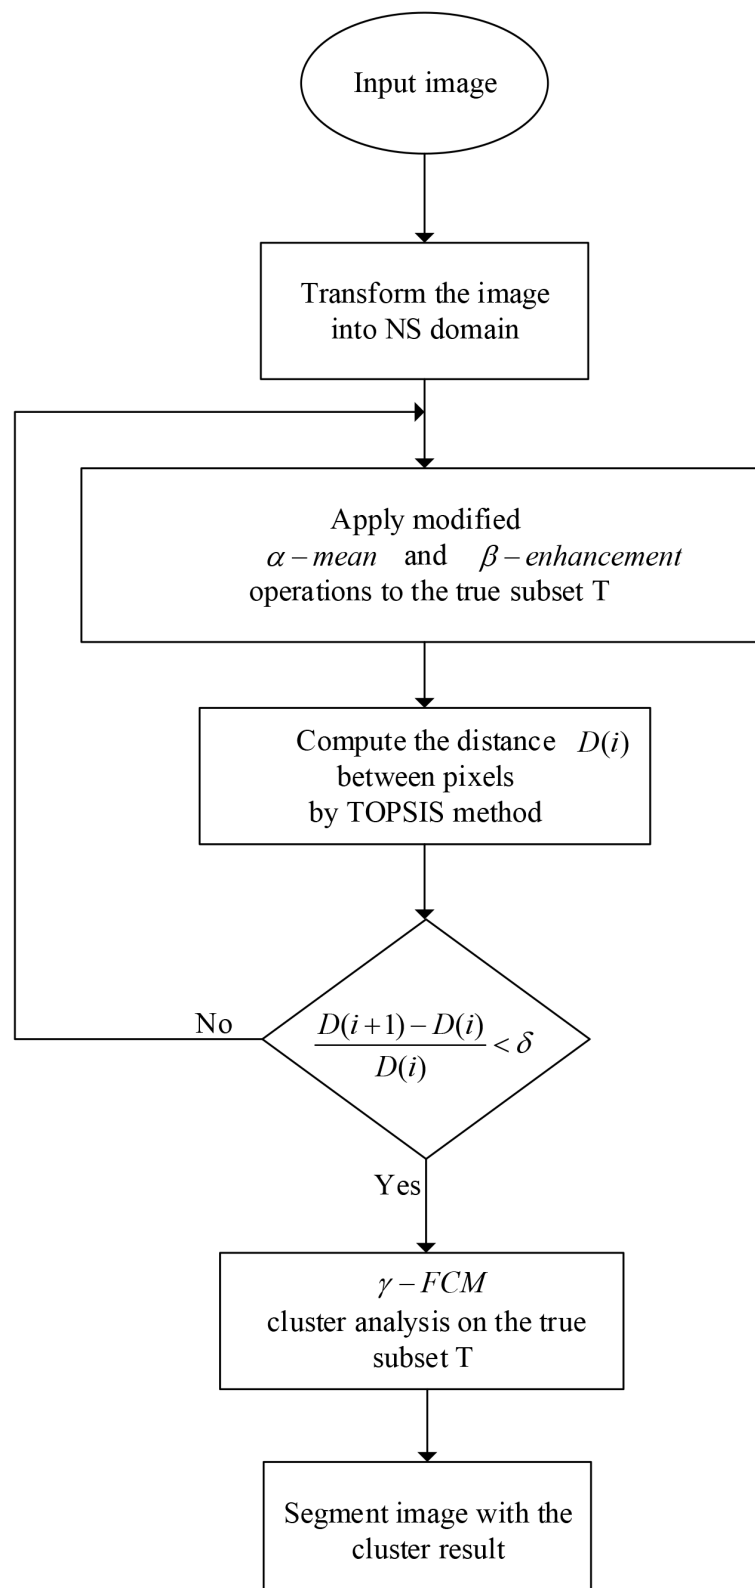 Input image
Transform the image
into NS domain
Apply modified
α − mean and β − enhancement
operations to the true subset T
Compute the distance D(i)
between pixels
by TOPSIS method
No
D(i+1) − D(i)
< δ
D(i)
Yes
γ − FCM
cluster analysis on the true
subset T
Segment image with the
cluster result